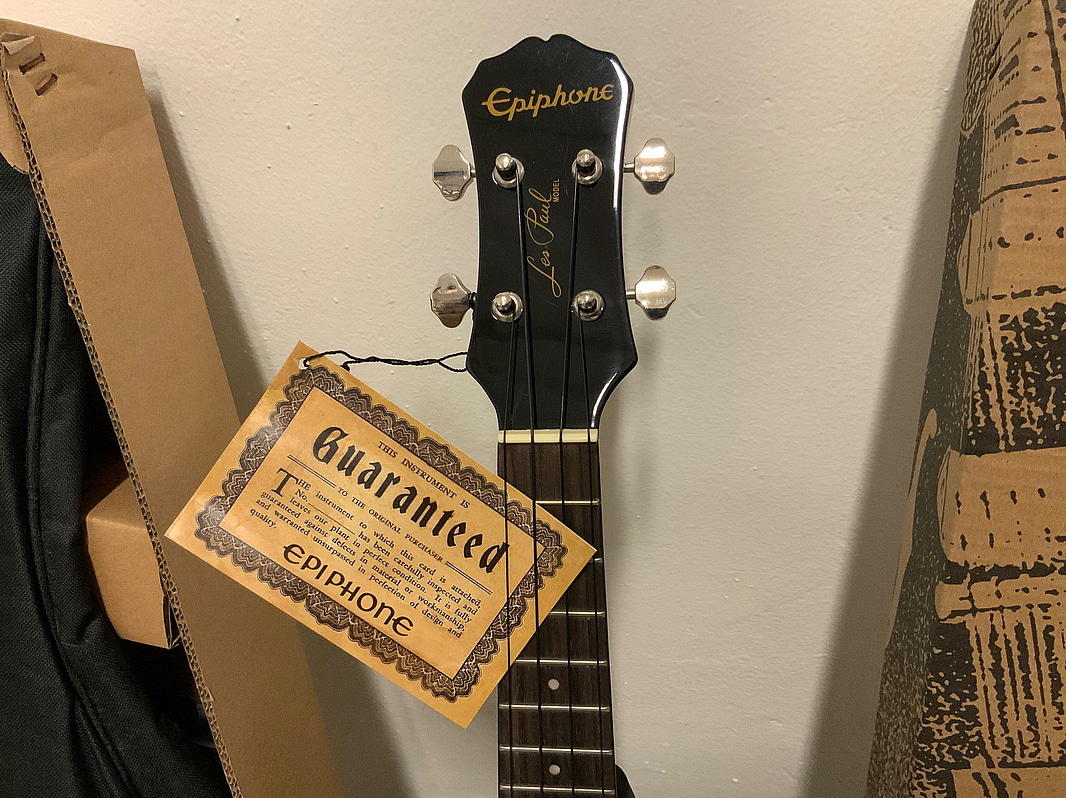 Epiphone
Les Paul
MODEL
THIS INSTRUMENT IS
Guaranteed
TO THE ORIGINAL PURCHASER
THE instrument to which this card is attached,
No. has been carefully inspected and
leaves our plant in perfect condition. It is fully
guaranteed against defects in material or workmanship,
and warranted unsurpassed in perfection of design and
quality.
EPIPHONE